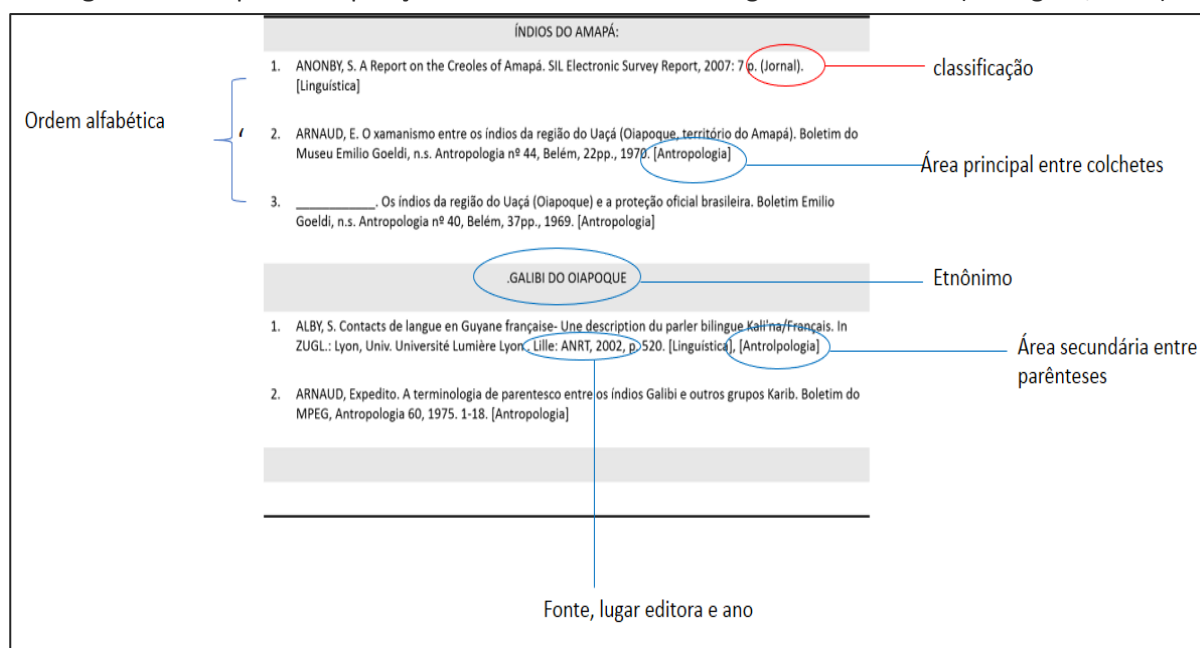 ÍNDIOS DO AMAPÁ:
1. ANONBY, S. A Report on the Creoles of Amapá. SIL Electronic Survey Report, 2007: 7 p. (Jornal).
[Linguística]
classificação
Ordem alfabética
2. ARNAUD, E. O xamanismo entre os índios da região do Uaçá (Oiapoque, território do Amapá). Boletim do
Museu Emilio Goeldi, n.s. Antropologia nº 44, Belém, 22pp., 1970. [Antropologia]
Área principal entre colchetes
3. ____________. Os índios da região do Uaçá (Oiapoque) e a proteção oficial brasileira. Boletim Emilio
Goeldi, n.s. Antropologia nº 40, Belém, 37pp., 1969. [Antropologia]
.GALIBI DO OIAPOQUE
Etnônimo
1. ALBY, S. Contacts de langue en Guyane française- Une description du parler bilingue Kali'na/Français. In
ZUGL.: Lyon, Univ. Université Lumière Lyon., Lille: ANRT, 2002, p. 520. [Linguística], [Antrolpologia]
Área secundária entre
parênteses
2. ARNAUD, Expedito. A terminologia de parentesco entre os índios Galibi e outros grupos Karib. Boletim do
MPEG, Antropologia 60, 1975. 1-18. [Antropologia]
Fonte, lugar editora e ano